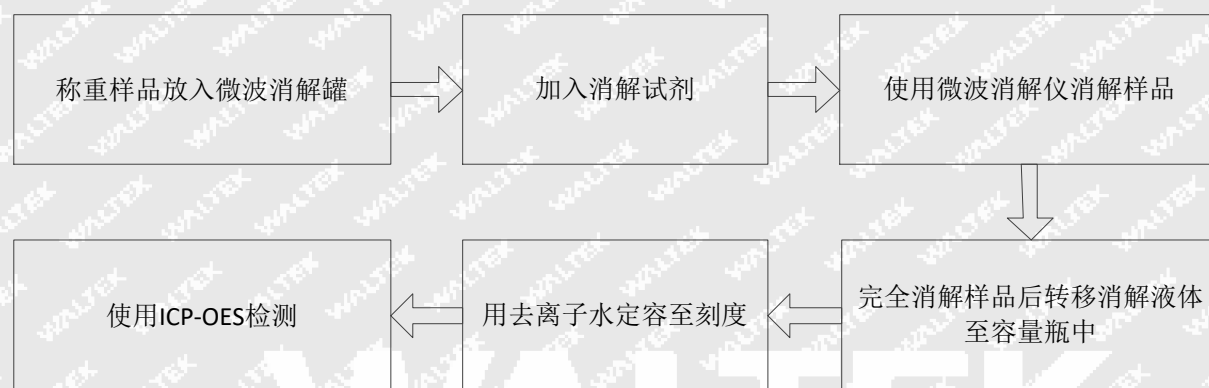 称重样品放入微波消解罐
加入消解试剂
使用微波消解仪消解样品
完全消解样品后转移消解液体
至容量瓶中
用去离子水定容至刻度
使用ICP-OES检测
WALTEK